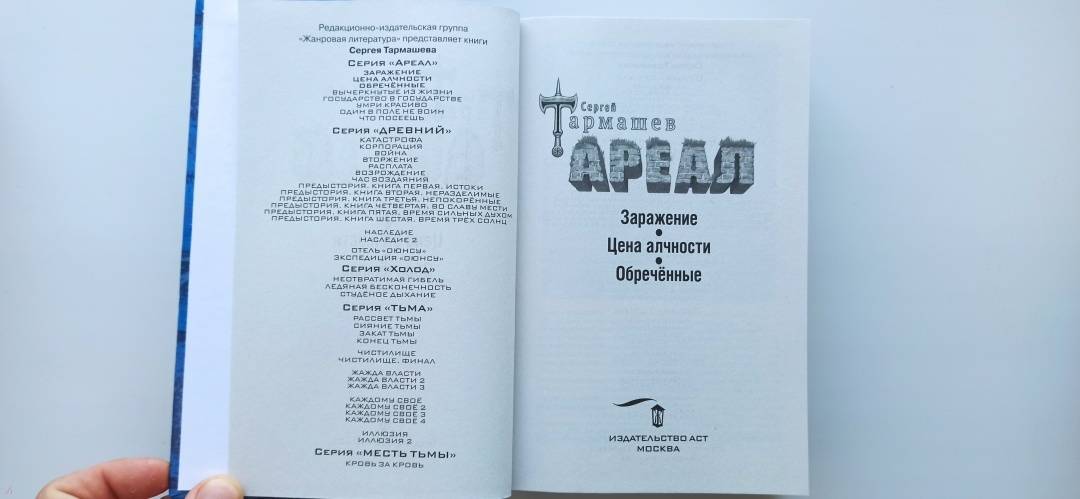 Редакционно-издательская группа
«Жанровая литература» представляет книги
Сергея Тармашева
Серия «Ареал»
ЗАРАЖЕНИЕ
ЦЕНА АЛЧНОСТИ
ОБРЕЧЁННЫЕ
ВЫЧЕРКНУТЫЕ ИЗ ЖИЗНИ
ГОСУДАРСТВО В ГОСУДАРСТВЕ
УМРИ КРАСИВО
ОДИН В ПОЛЕ НЕ ВОИН
ЧТО ПОСЕЕШЬ
Серия «ДРЕВНИЙ»
КАТАСТРОФА
КОРПОРАЦИЯ
ВОЙНА
ВТОРЖЕНИЕ
РАСПЛАТА
ВОЗРОЖДЕНИЕ
ЧАС ВОЗДАЯНИЯ
ПРЕДЫСТОРИЯ. КНИГА ПЕРВАЯ. ИСТОКИ
ПРЕДЫСТОРИЯ. КНИГА ВТОРАЯ. НЕРАЗДЕЛИМЫЕ
ПРЕДЫСТОРИЯ. КНИГА ТРЕТЬЯ. НЕПОКОРЁННЫЕ
ПРЕДЫСТОРИЯ. КНИГА ЧЕТВЕРТАЯ. ВО СЛАВУ МЕСТИ
ПРЕДЫСТОРИЯ. КНИГА ПЯТАЯ. ВРЕМЯ СИЛЬНЫХ ДУХОМ
ПРЕДЫСТОРИЯ. КНИГА ШЕСТАЯ. ВРЕМЯ ТРЁХ СОЛНЦ
НАСЛЕДИЕ
НАСЛЕДИЕ 2
ОТЕЛЬ «ОЮНСУ»
ЭКСПЕДИЦИЯ «ОЮНСУ»
Серия «Холод»
НЕОТВРАТИМАЯ ГИБЕЛЬ
ЛЕДЯНАЯ БЕСКОНЕЧНОСТЬ
СТУДЁНОЕ ДЫХАНИЕ
Серия «ТЬМА»
РАССВЕТ ТЬМЫ
СИЯНИЕ ТЬМЫ
ЗАКАТ ТЬМЫ
КОНЕЦ ТЬМЫ
ЧИСТИЛИЩЕ
ЧИСТИЛИЩЕ. ФИНАЛ
ЖАЖДА ВЛАСТИ
ЖАЖДА ВЛАСТИ 2
ЖАЖДА ВЛАСТИ 3
КАЖДОМУ СВОЁ
КАЖДОМУ СВОЁ 2
КАЖДОМУ СВОЁ 3
КАЖДОМУ СВОЁ 4
ИЛЛЮЗИЯ
ИЛЛЮЗИЯ 2
Серия «МЕСТЬ ТЬМЫ»
КРОВЬ ЗА КРОВЬ
Сергей
Тармашев
АРЕАЛ
Заражение
Цена алчности
Обречённые
ИЗДАТЕЛЬСТВО АСТ
МОСКВА